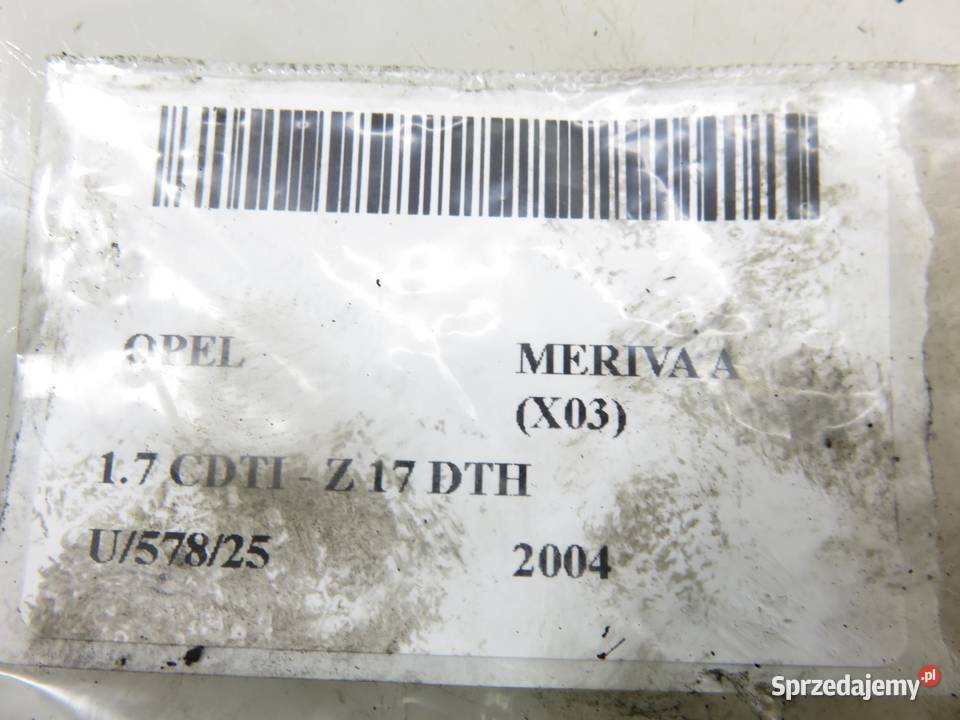 OPEL MERIVA A
(X03)
1.7 CDTI - Z 17 DTH
U/578/25 2004
Sprzedajemy.pl